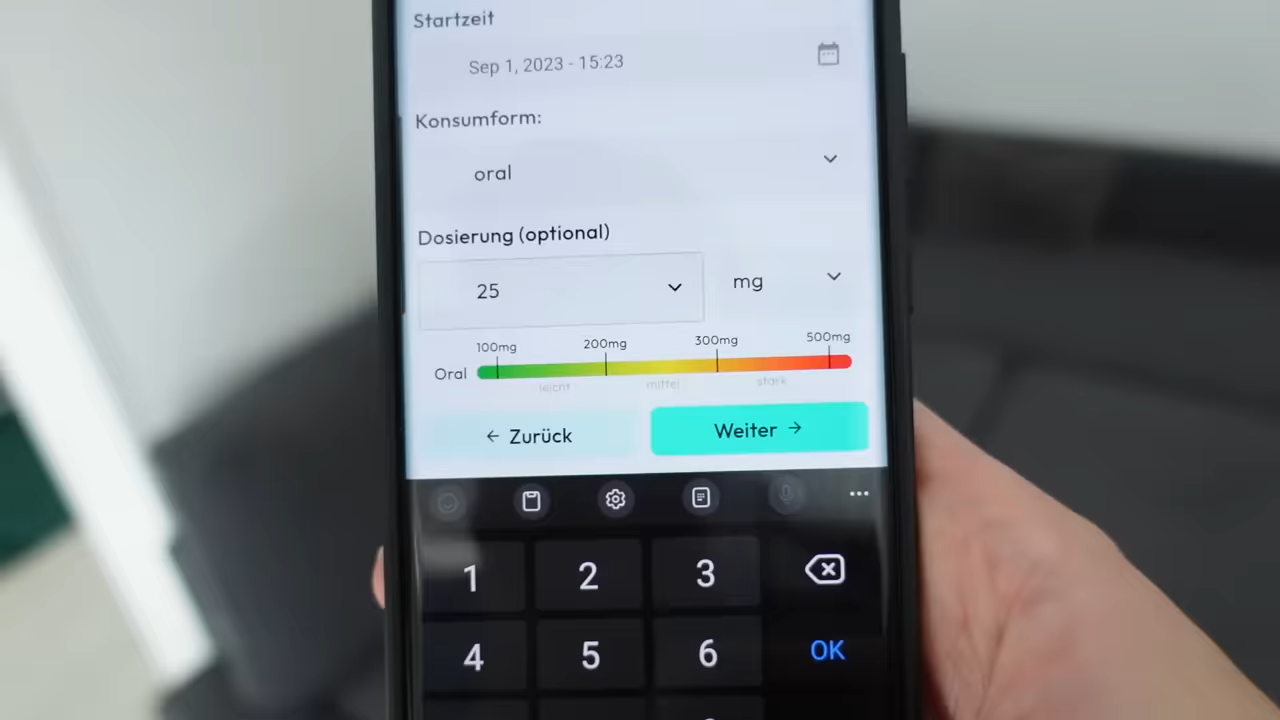 Startzeit
Sep 1, 2023 - 15:23
Konsumform:
oral
Dosierung (optional)
25 mg
100mg 200mg 300mg 500mg
Oral
leicht mittel stark
← Zurück Weiter →
1 2 3
4 5 6 OK